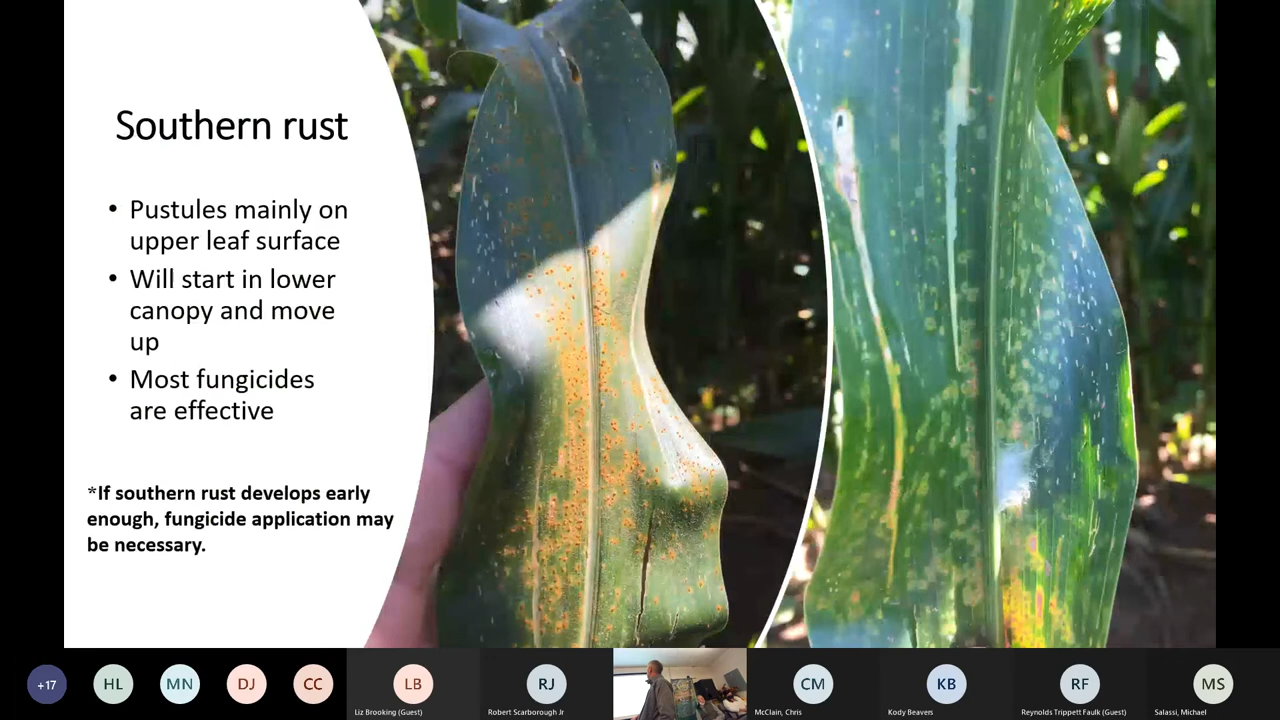 Southern rust
• Pustules mainly on
upper leaf surface
• Will start in lower
canopy and move
up
• Most fungicides
are effective
*If southern rust develops early
enough, fungicide application may
be necessary.
+17
HL
MN
DJ
CC
LB
Liz Brooking (Guest)
RJ
Robert Scarborough Jr
CM
McClain, Chris
KB
Kody Beavers
RF
Reynolds Trippett Faulk (Guest)
MS
Salassi, Michael